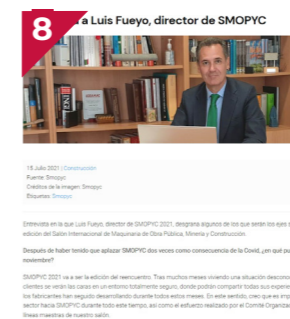 8
a Luis Fueyo, director de SMOPYC
15 Julio 2021 | Construcción
Fuente: Smopyc
Créditos de la imagen: Smopyc
Etiquetas: Smopyc
Entrevista en la que Luis Fueyo, director de SMOPYC 2021, desgrana algunos de los que serán los ejes
edición del Salón Internacional de Maquinaria de Obra Pública, Minería y Construcción.
Después de haber tenido que aplazar SMOPYC dos veces como consecuencia de la Covid, ¿en qué
noviembre?
SMOPYC 2021 va a ser la edición del reencuentro. Tras muchos meses viviendo una situación
clientes se verán las caras en un entorno totalmente seguro, donde podrán compartir todas sus
los fabricantes han seguido desarrollando durante todos estos meses. En este sentido, creo que es
sector hacia SMOPYC durante todo este tiempo, así como el esfuerzo realizado por el Comité
líneas maestras de nuestro salón.